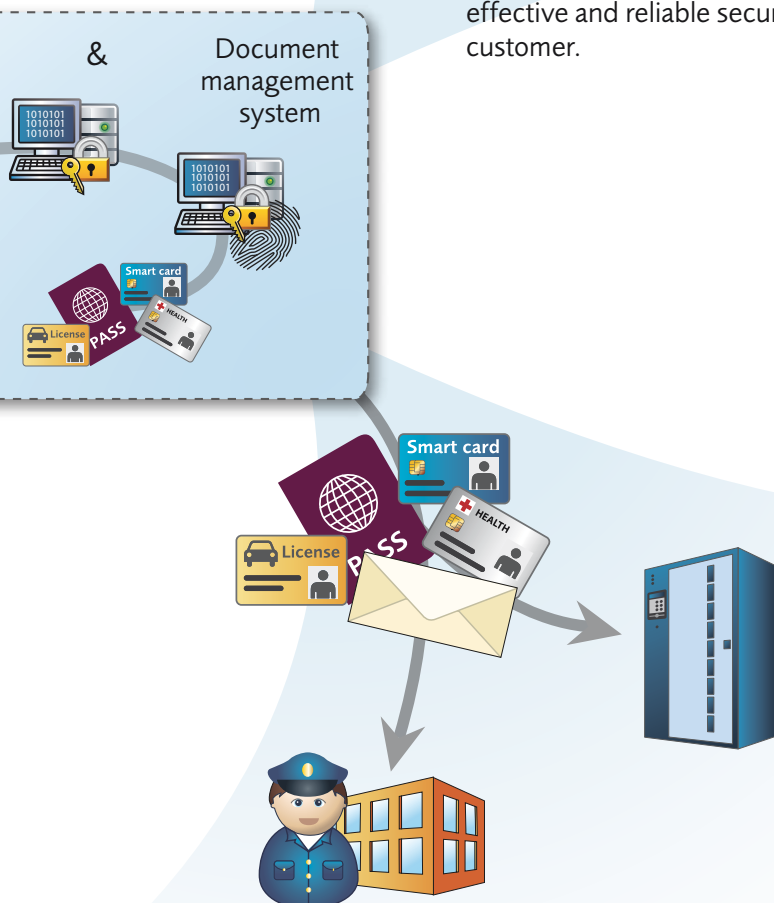 effective and reliable secur
customer.
&
Document
management
system
1010101
1010101
1010101
1010101
1010101
1010101
Smart card
HEALTH
License
PASS
Smart card
HEALTH
License
PASS